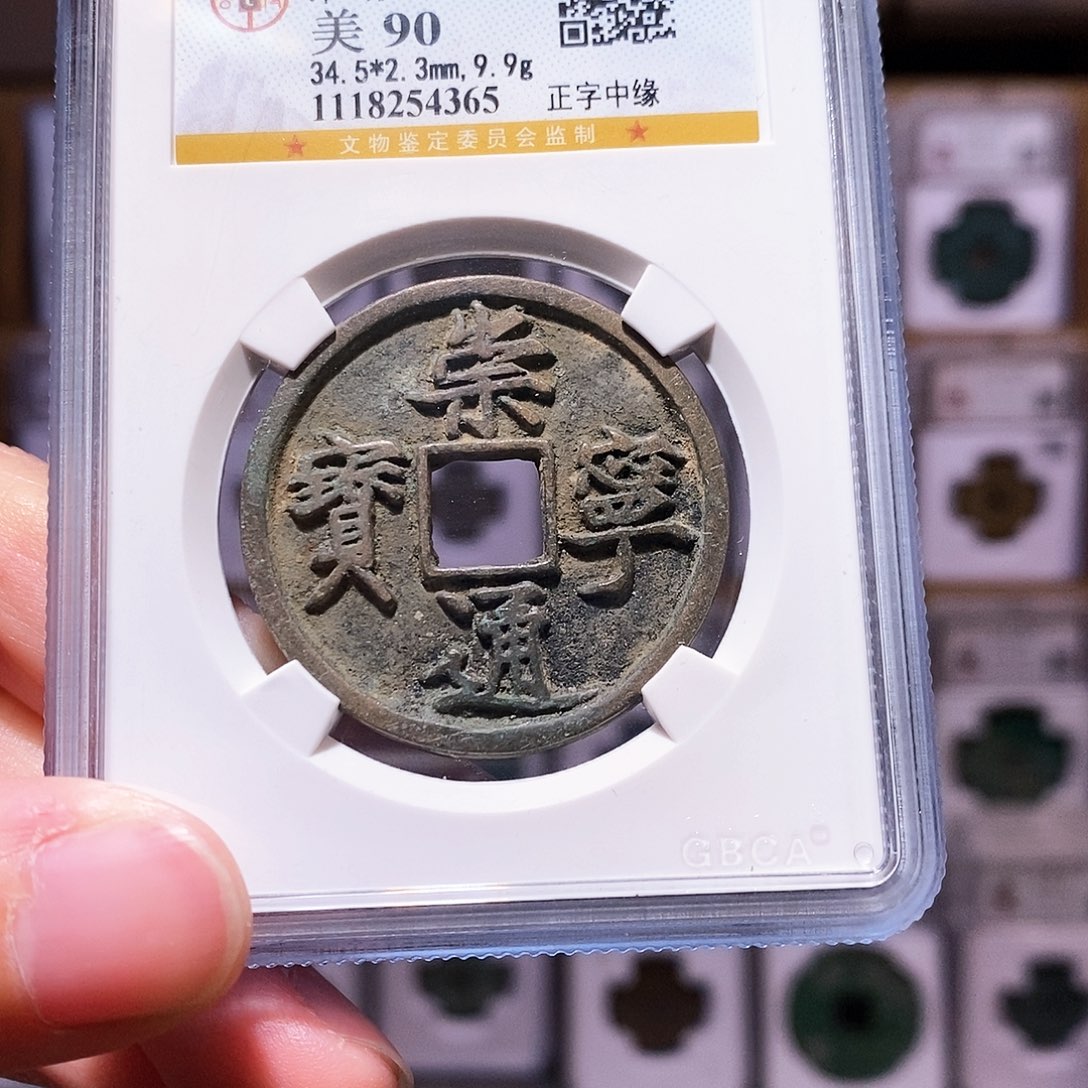 美 90
34.5*2.3mm,9.9g
1118254365 正字中缘
文物鉴定委员会监制
崇寧通寶
GBCA